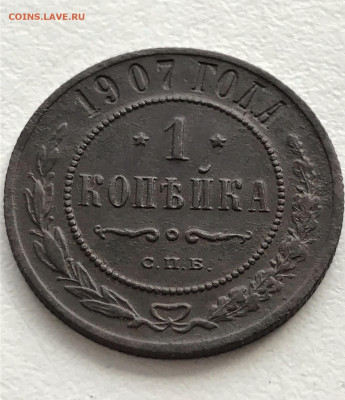 COINS.LAVE.RU
1907 ГОДА
1
КОПѢЙКА
С.П.Б.